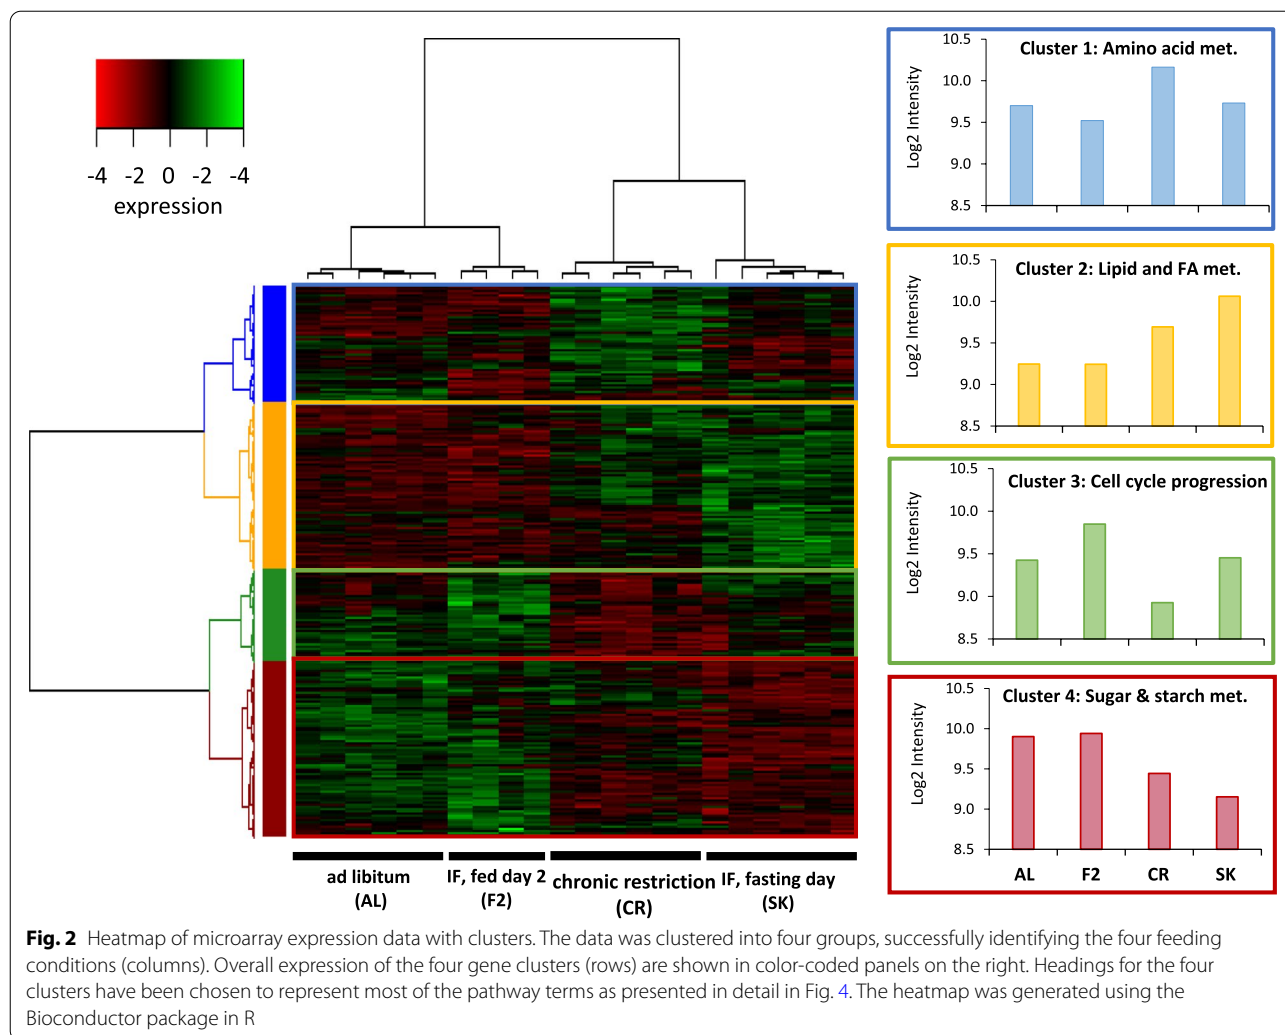 -4 -2 0 -2 -4
expression
10.5
10.0
9.5
9.0
8.5
Log2 Intensity
Cluster 1: Amino acid met.
10.5
10.0
9.5
9.0
8.5
Log2 Intensity
Cluster 2: Lipid and FA met.
10.5
10.0
9.5
9.0
8.5
Log2 Intensity
Cluster 3: Cell cycle progression
10.5
10.0
9.5
9.0
8.5
Log2 Intensity
Cluster 4: Sugar & starch met.
AL F2 CR SK
ad libitum
(AL)
IF, fed day 2
(F2)
chronic restriction
(CR)
IF, fasting day
(SK)
Fig. 2 Heatmap of microarray expression data with clusters. The data was clustered into four groups, successfully identifying the four feeding
conditions (columns). Overall expression of the four gene clusters (rows) are shown in color-coded panels on the right. Headings for the four
clusters have been chosen to represent most of the pathway terms as presented in detail in Fig. 4. The heatmap was generated using the
Bioconductor package in R